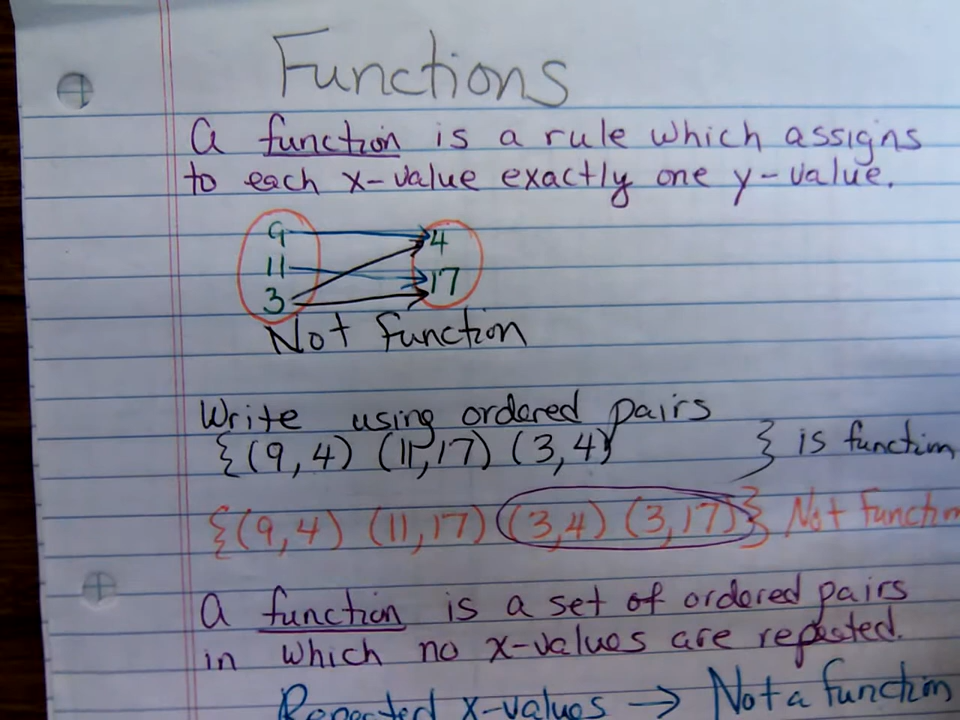 Functions
A function is a rule which assigns
to each x-value exactly one y-value.
9 4
11 17
3
Not function
Write using ordered pairs
{(9,4) (11,17) (3,4) } is function
{(9,4) (11,17) (3,4) (3,17)} Not Function
A function is a set of ordered pairs
in which no x-values are repeated.
Repeated x-values → Not a function